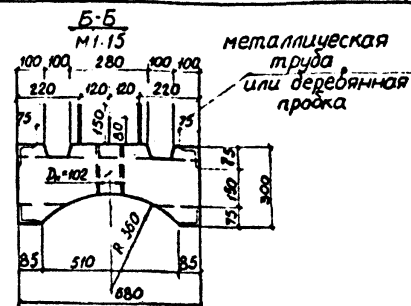 Б-Б
М1:15
металлическая
труба
или деревянная
пробка
100 100 280 100 100
220 120 120 220
75 150 80 75
Dн=102
75
150
75
300
R 360
85 510 85
680